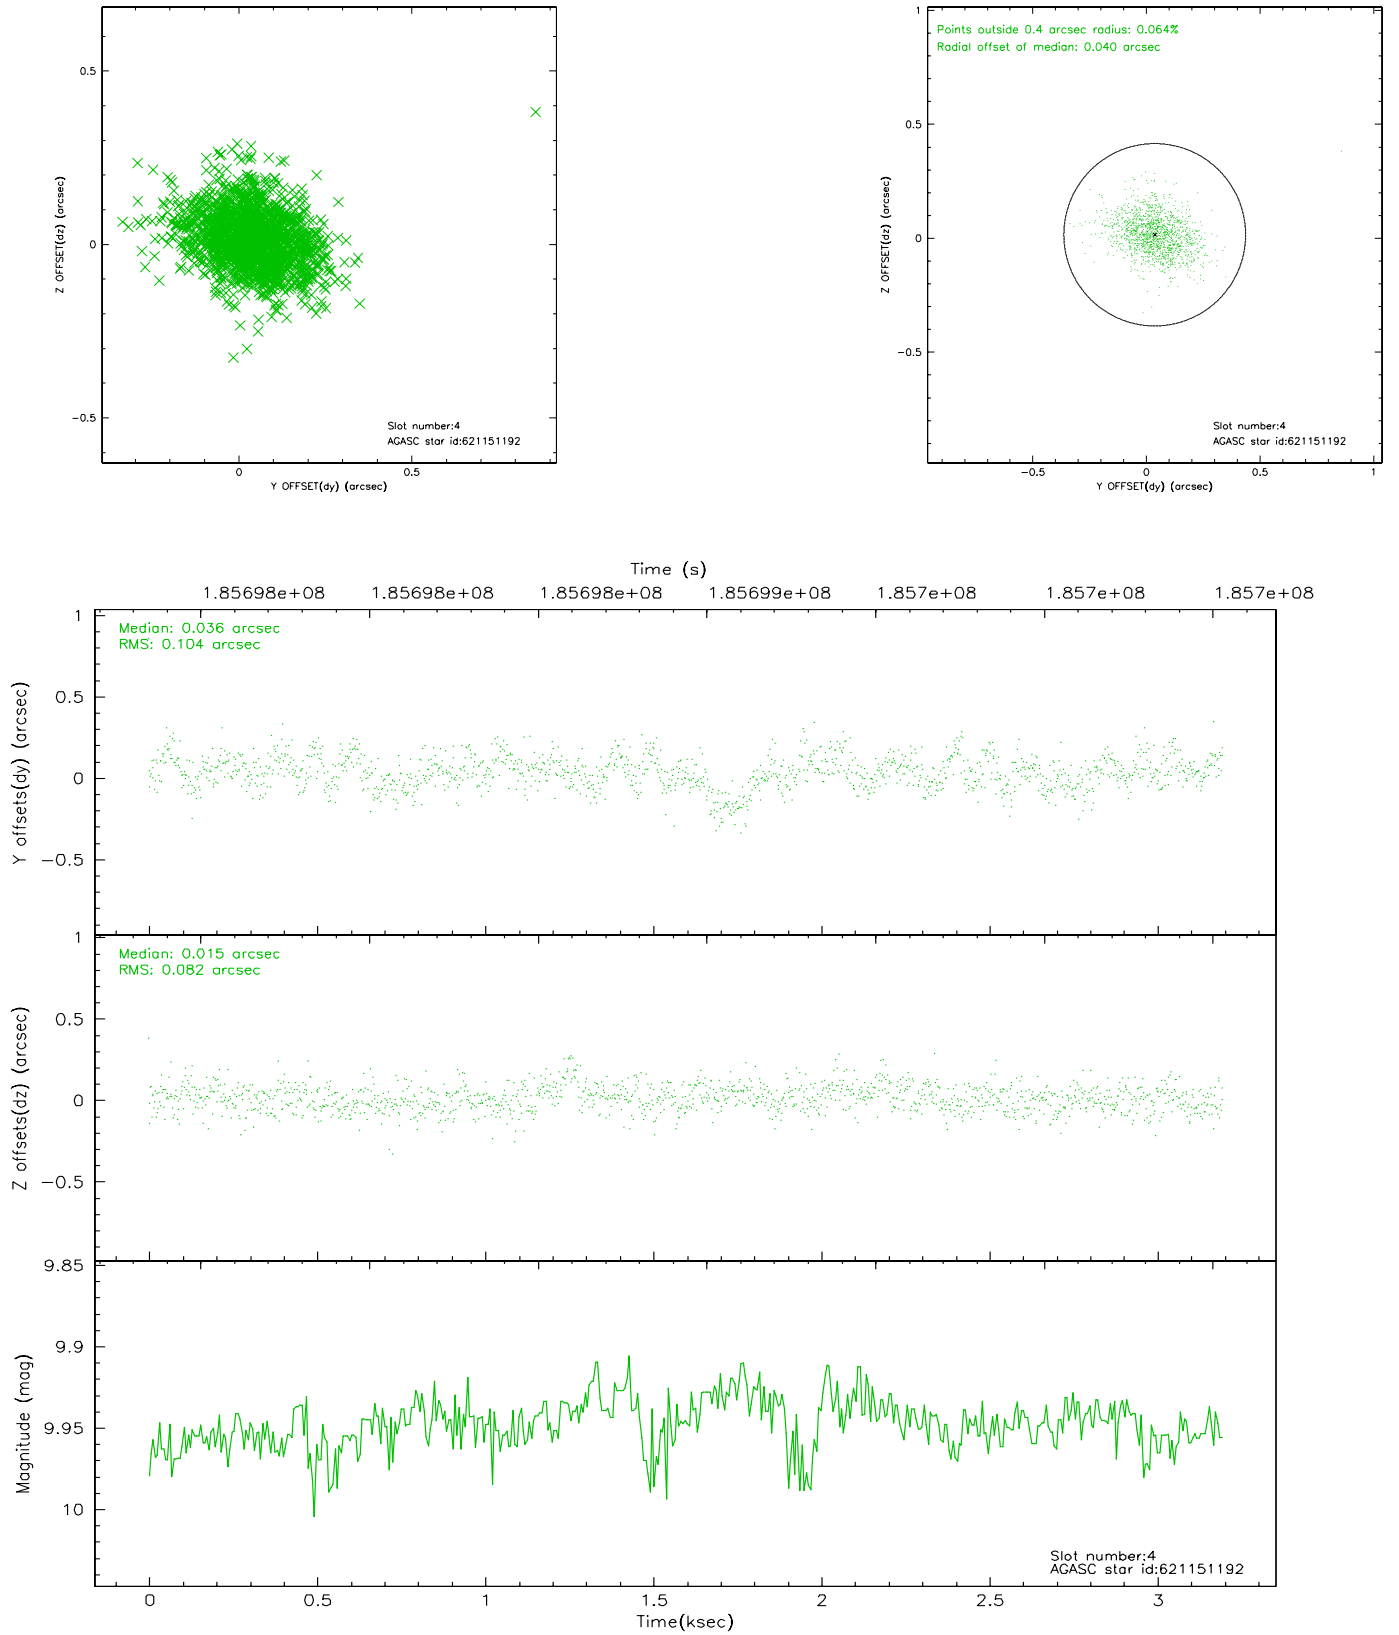 0.5
0
−0.5
Z OFFSET(dz) (arcsec)
Slot number:4
AGASC star id:621151192
0
0.5
Y OFFSET(dy) (arcsec)
Points outside 0.4 arcsec radius: 0.064%
Radial offset of median: 0.040 arcsec
1
0.5
0
−0.5
Z OFFSET(dz) (arcsec)
Slot number:4
AGASC star id:621151192
−0.5
0
0.5
1
Y OFFSET(dy) (arcsec)
Time (s)
1.85698e+08
1.85698e+08
1.85698e+08
1.85699e+08
1.857e+08
1.857e+08
1.857e+08
Median: 0.036 arcsec
RMS: 0.104 arcsec
1
0.5
0
−0.5
Y offsets(dy) (arcsec)
Median: 0.015 arcsec
RMS: 0.082 arcsec
1
0.5
0
−0.5
Z offsets(dz) (arcsec)
9.85
9.9
9.95
10
Magnitude (mag)
Slot number:4
AGASC star id:621151192
0
0.5
1
1.5
2
2.5
3
Time(ksec)